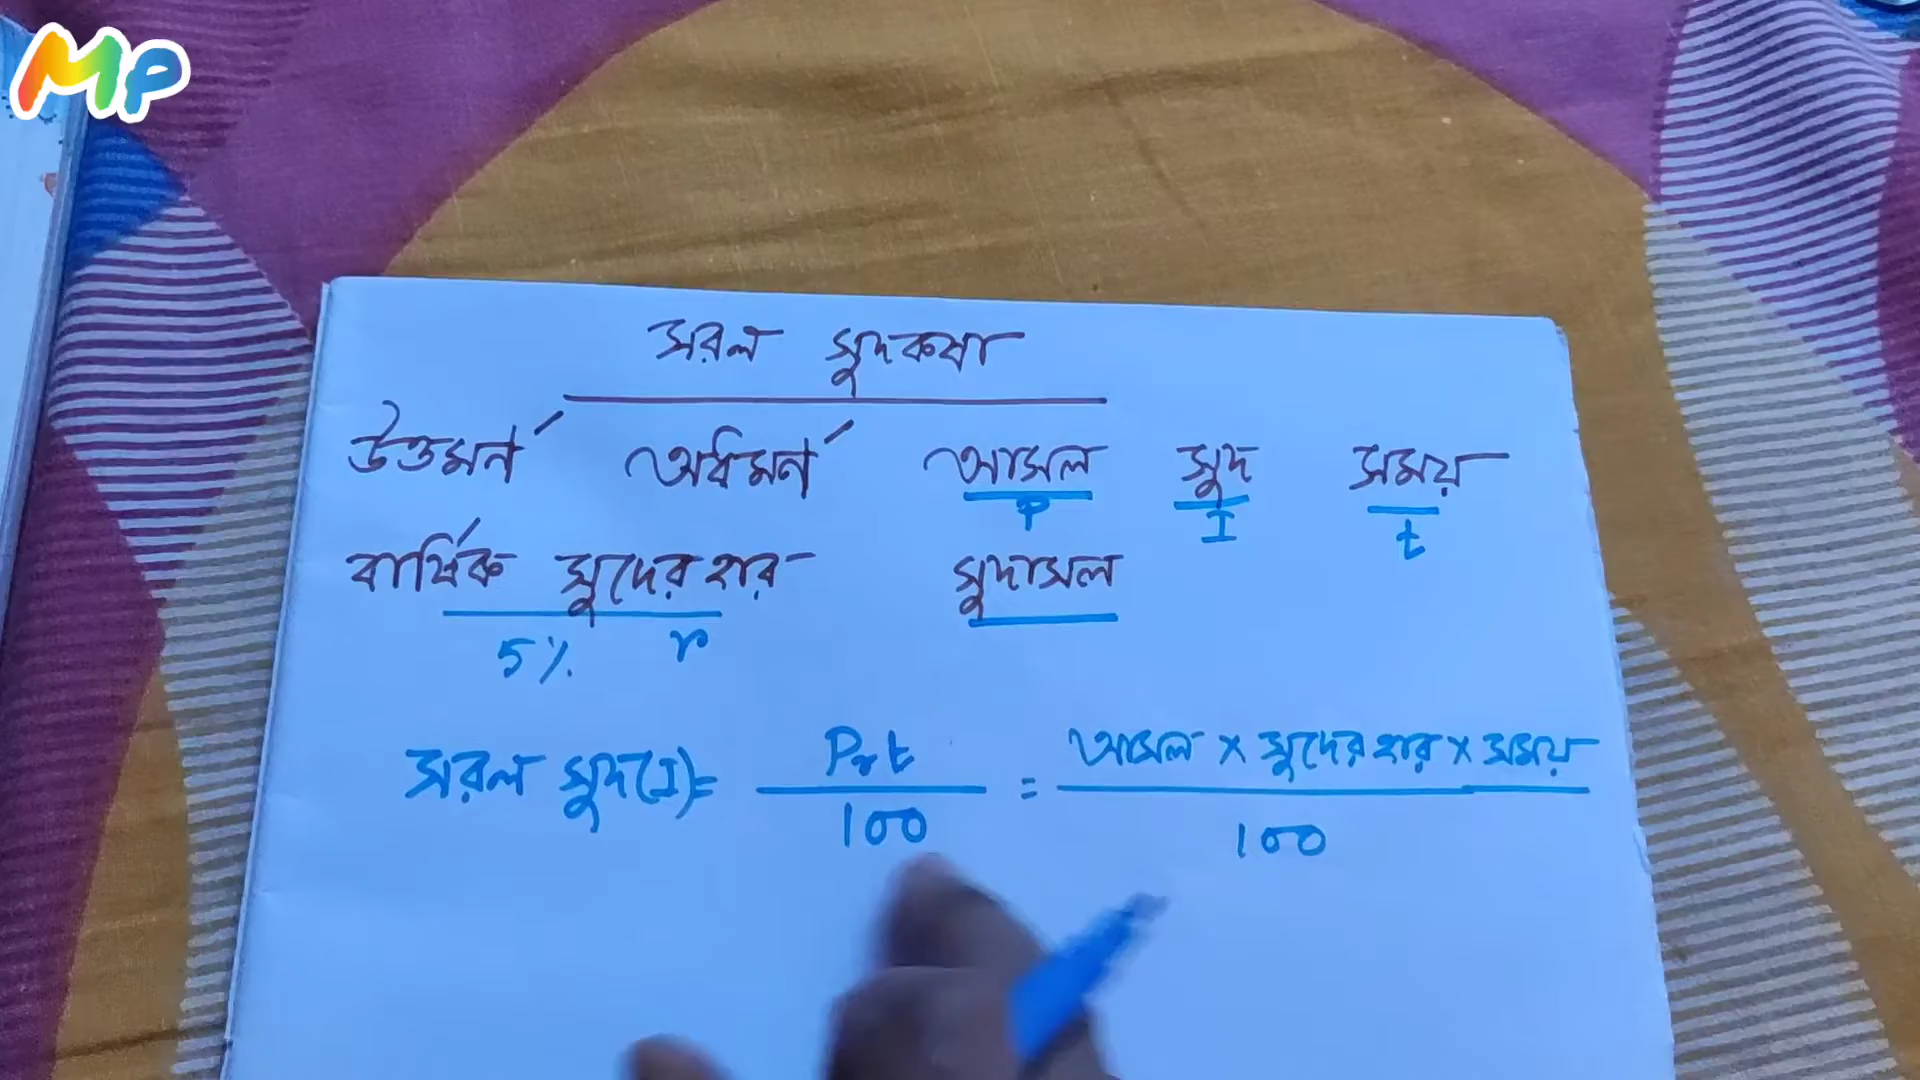 MP
সরল সুদকষা
উত্তমর্ণ অধমর্ণ আসল সুদ সময়
P I t
বার্ষিক সুদের হার সুদাসল
5% r
সরল সুদ(I) = Prt / 100 = আসল × সুদের হার × সময় / 100